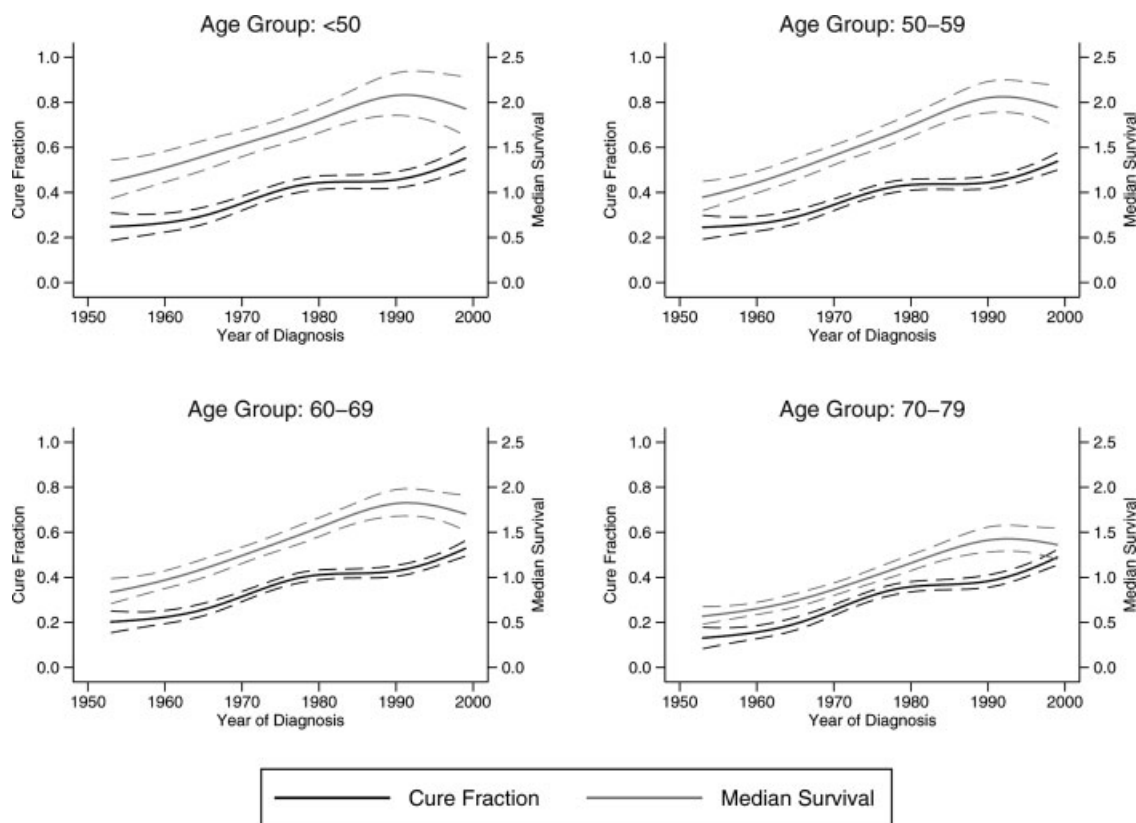 Age Group: <50
1.0
0.8
0.6
0.4
0.2
0.0
Cure Fraction
2.5
2.0
1.5
1.0
0.5
0.0
Median Survival
1950 1960 1970 1980 1990 2000
Year of Diagnosis
Age Group: 50–59
1.0
0.8
0.6
0.4
0.2
0.0
Cure Fraction
2.5
2.0
1.5
1.0
0.5
0.0
Median Survival
1950 1960 1970 1980 1990 2000
Year of Diagnosis
Age Group: 60–69
1.0
0.8
0.6
0.4
0.2
0.0
Cure Fraction
2.5
2.0
1.5
1.0
0.5
0.0
Median Survival
1950 1960 1970 1980 1990 2000
Year of Diagnosis
Age Group: 70–79
1.0
0.8
0.6
0.4
0.2
0.0
Cure Fraction
2.5
2.0
1.5
1.0
0.5
0.0
Median Survival
1950 1960 1970 1980 1990 2000
Year of Diagnosis
Cure Fraction Median Survival